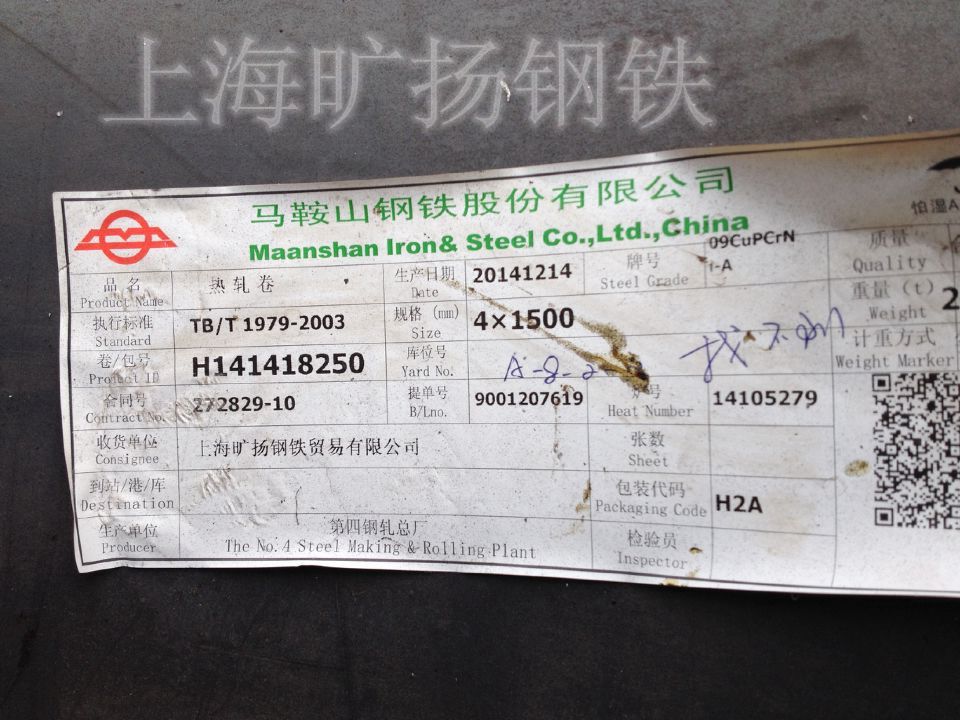 上海旷扬钢铁
马鞍山钢铁股份有限公司
Maanshan Iron& Steel Co.,Ltd.,China
怕湿A
品名 热轧卷 生产日期 20141214 牌号 09CuPCrN 质量
Product Name Date Steel Grade i-A Quality
执行标准 TB/T 1979-2003 规格 (mm) 4×1500 重量 (t) 2
Standard Size Weight
卷/包号 H141418250 库位号 A-8-2 计重方式
Product ID Yard No. Weight Marker
合同号 272829-10 提单号 9001207619 炉号 14105279
Contract No. B/Lno. Heat Number
收货单位 上海旷扬钢铁贸易有限公司 张数
Consignee Sheet
到站/港/库 包装代码 H2A
Destination Packaging Code
生产单位 第四钢轧总厂 检验员
Producer The No.4 Steel Making & Rolling Plant Inspector